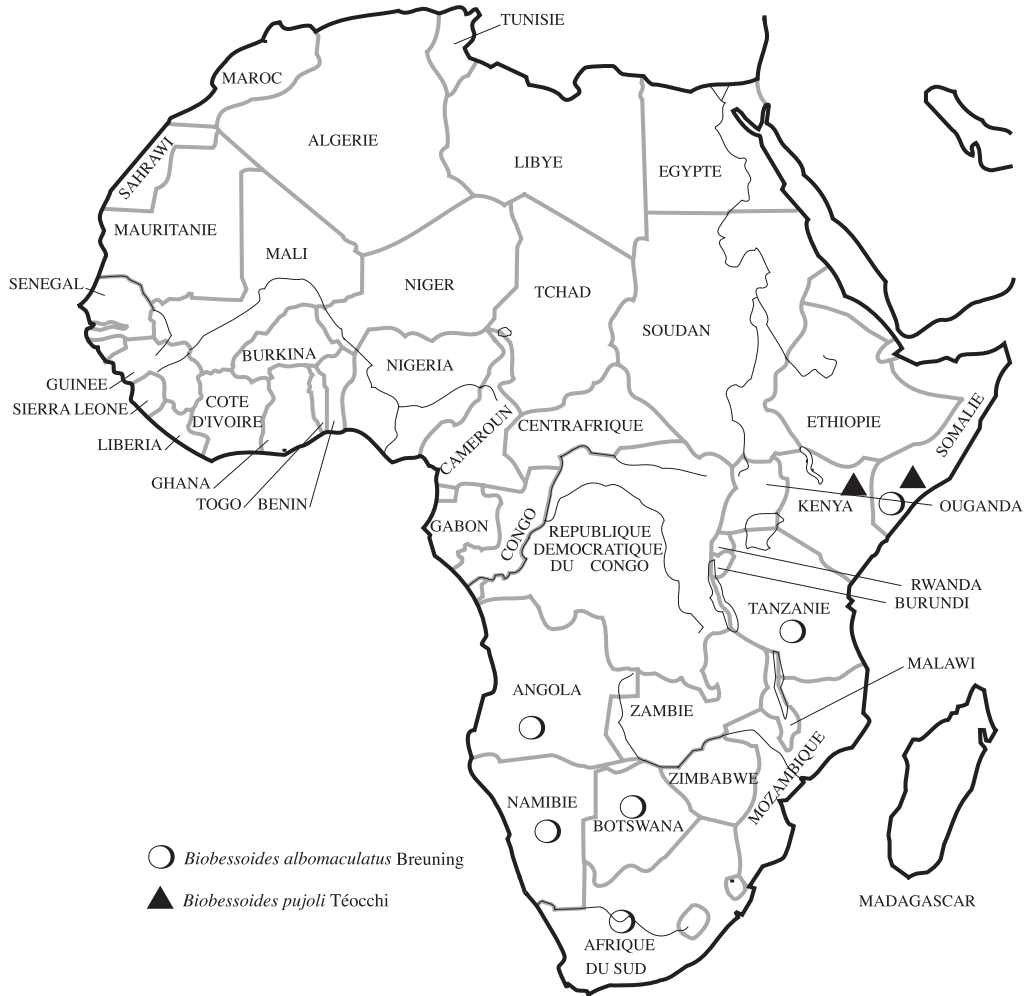 TUNISIE
MAROC
ALGERIE
LIBYE
EGYPTE
SAHRAWI
MAURITANIE
MALI
NIGER
TCHAD
SOUDAN
SENEGAL
BURKINA
NIGERIA
GUINEE
SIERRA LEONE
COTE
D'IVOIRE
LIBERIA
GHANA
TOGO
BENIN
CAMEROUN
CENTRAFRIQUE
ETHIOPIE
SOMALIE
KENYA
OUGANDA
GABON
CONGO
REPUBLIQUE
DEMOCRATIQUE
DU CONGO
RWANDA
BURUNDI
TANZANIE
MALAWI
ANGOLA
ZAMBIE
MOZAMBIQUE
ZIMBABWE
NAMIBIE
BOTSWANA
MADAGASCAR
AFRIQUE
DU SUD
Biobessoides albomaculatus Breuning
Biobessoides pujoli Téocchi